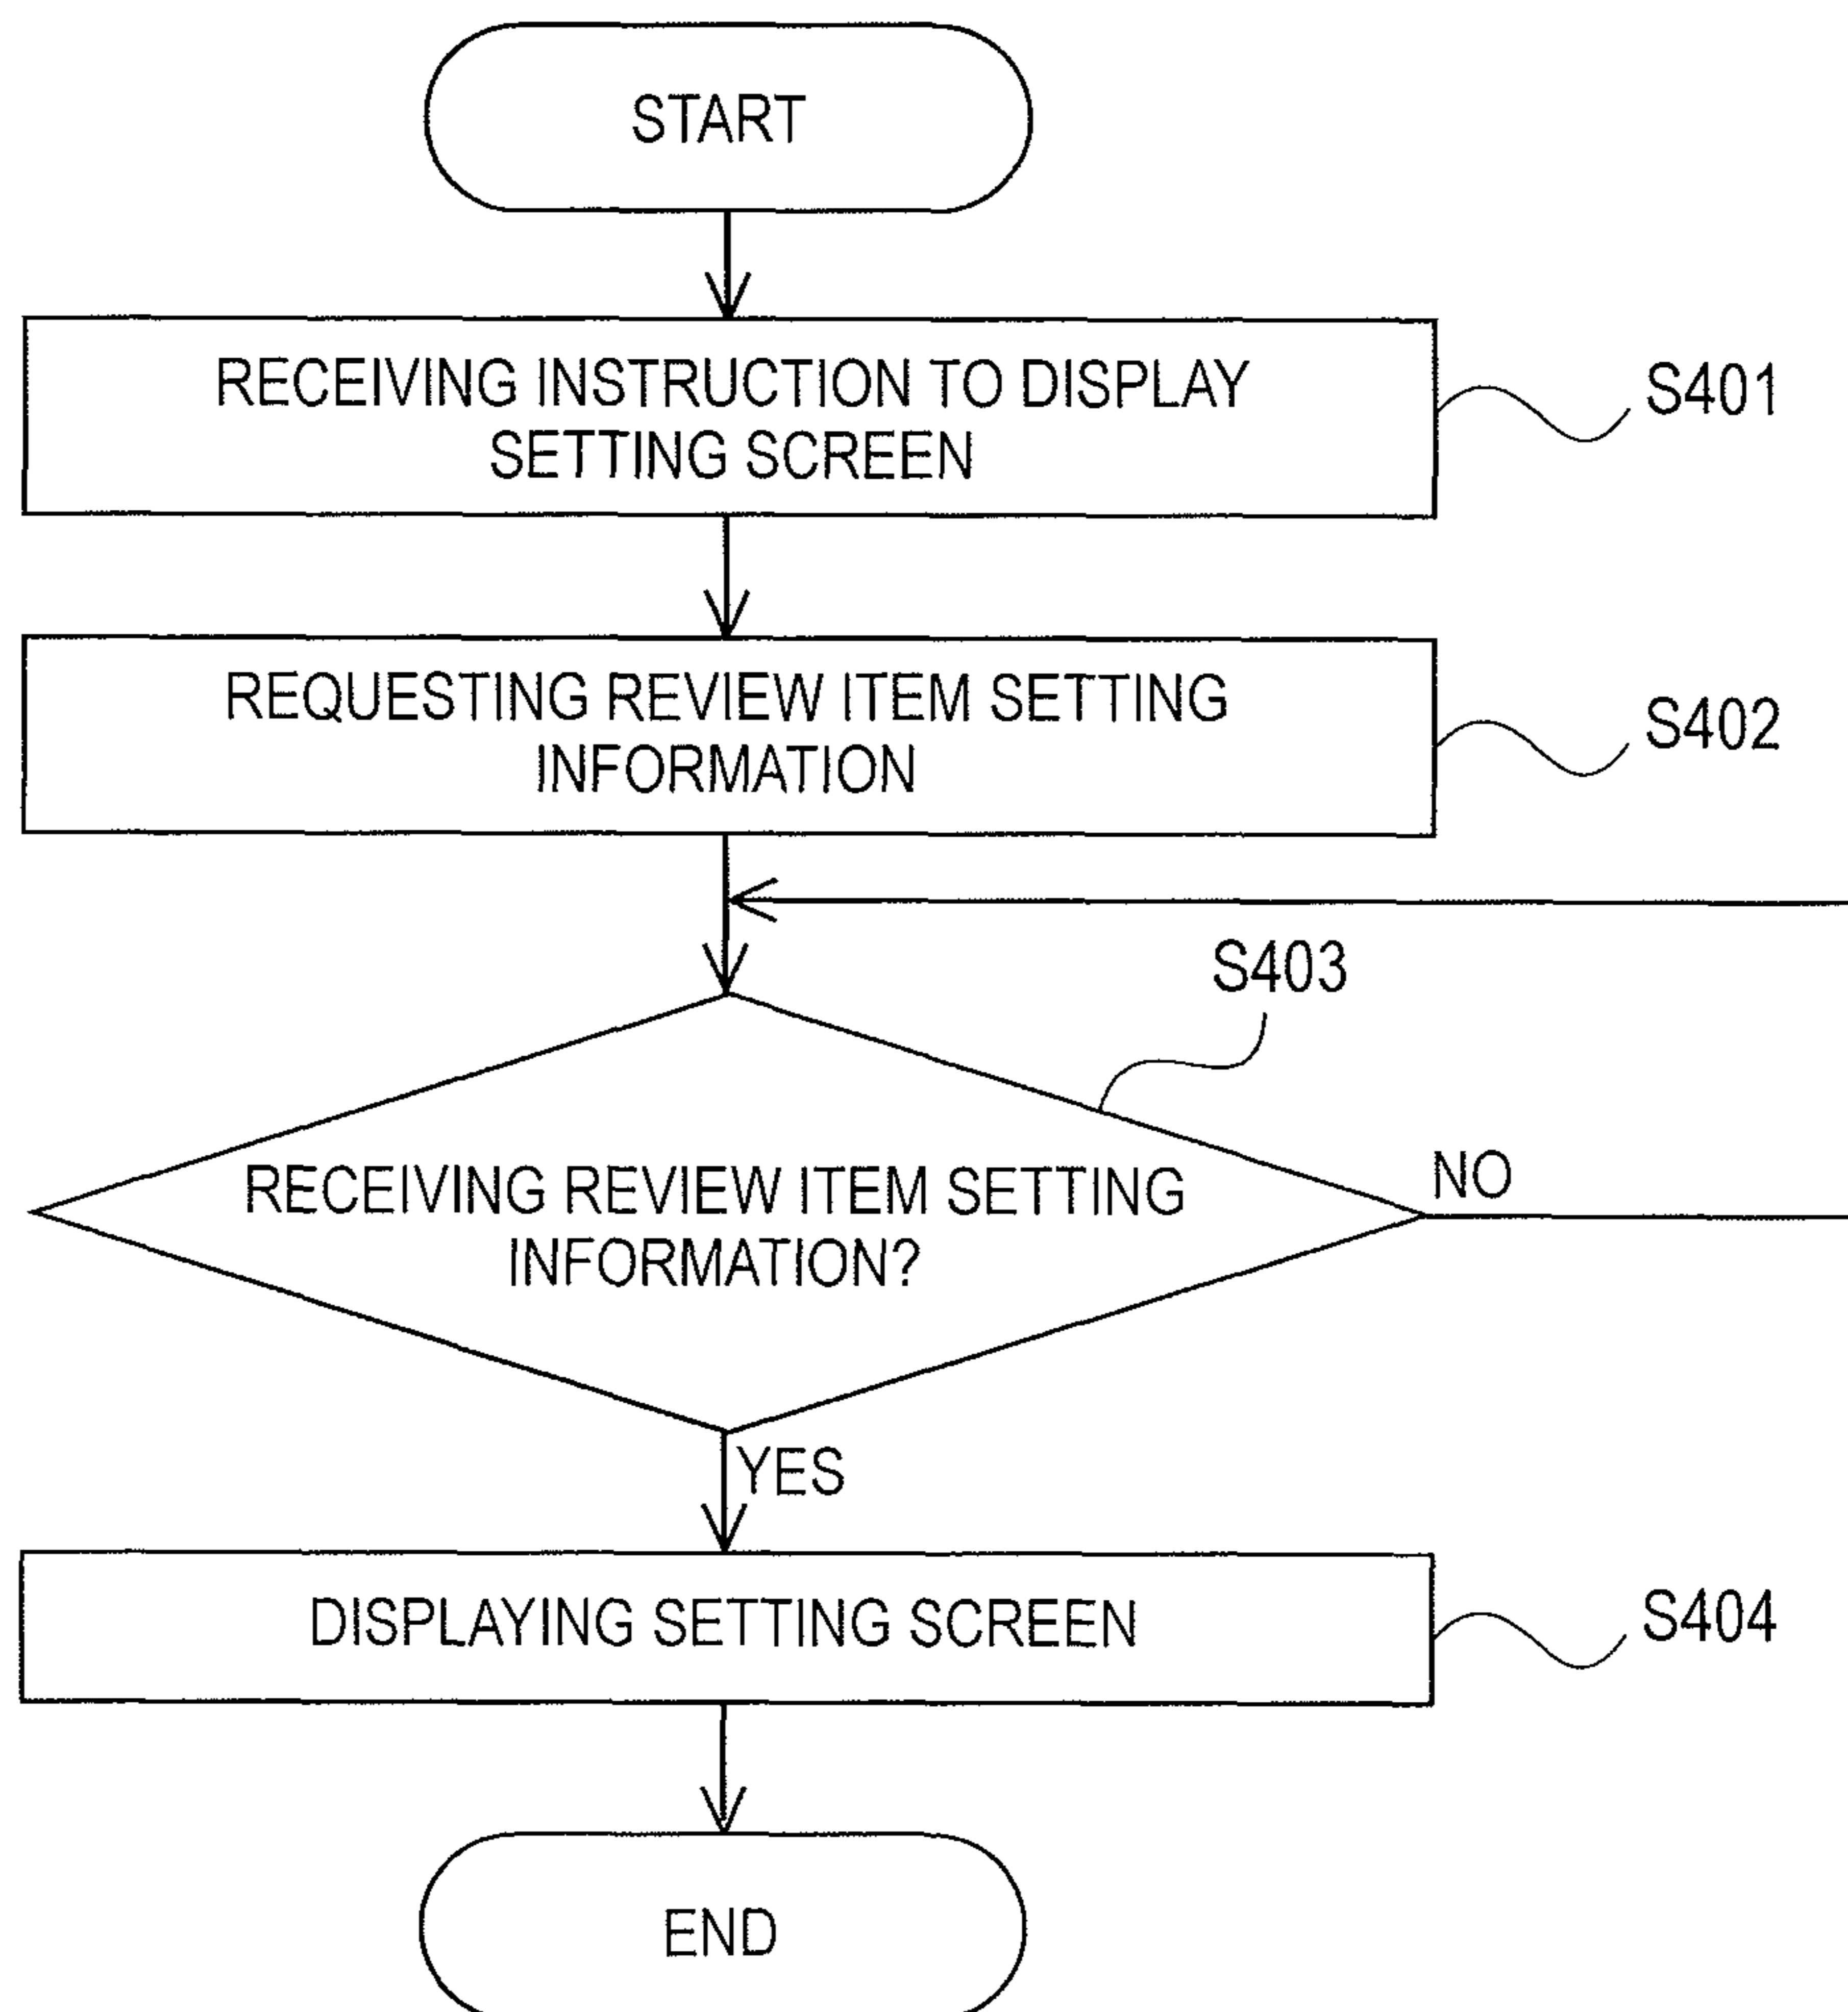 START
RECEIVING INSTRUCTION TO DISPLAY
SETTING SCREEN
S401
REQUESTING REVIEW ITEM SETTING
INFORMATION
S402
S403
RECEIVING REVIEW ITEM SETTING
INFORMATION?
NO
YES
DISPLAYING SETTING SCREEN
S404
END